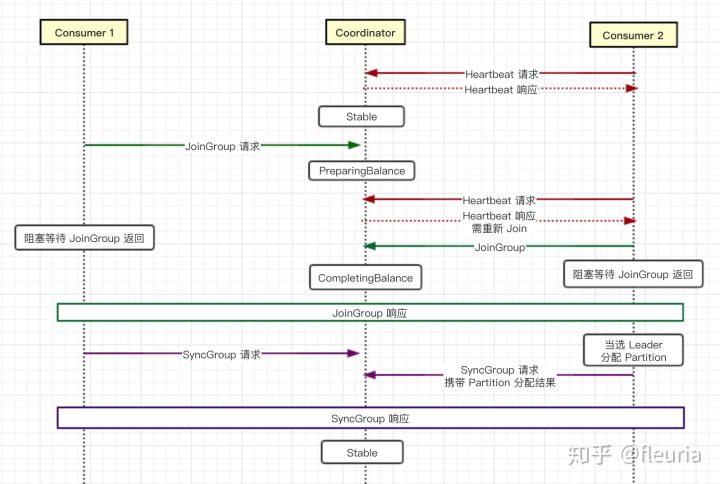 Consumer 1
Coordinator
Consumer 2
Heartbeat 请求
Heartbeat 响应
Stable
JoinGroup 请求
PreparingBalance
Heartbeat 请求
Heartbeat 响应
需重新 Join
阻塞等待 JoinGroup 返回
JoinGroup
CompletingBalance
阻塞等待 JoinGroup 返回
JoinGroup 响应
当选 Leader
分配 Partition
SyncGroup 请求
SyncGroup 请求
携带 Partition 分配结果
SyncGroup 响应
Stable
知乎 @fleuria